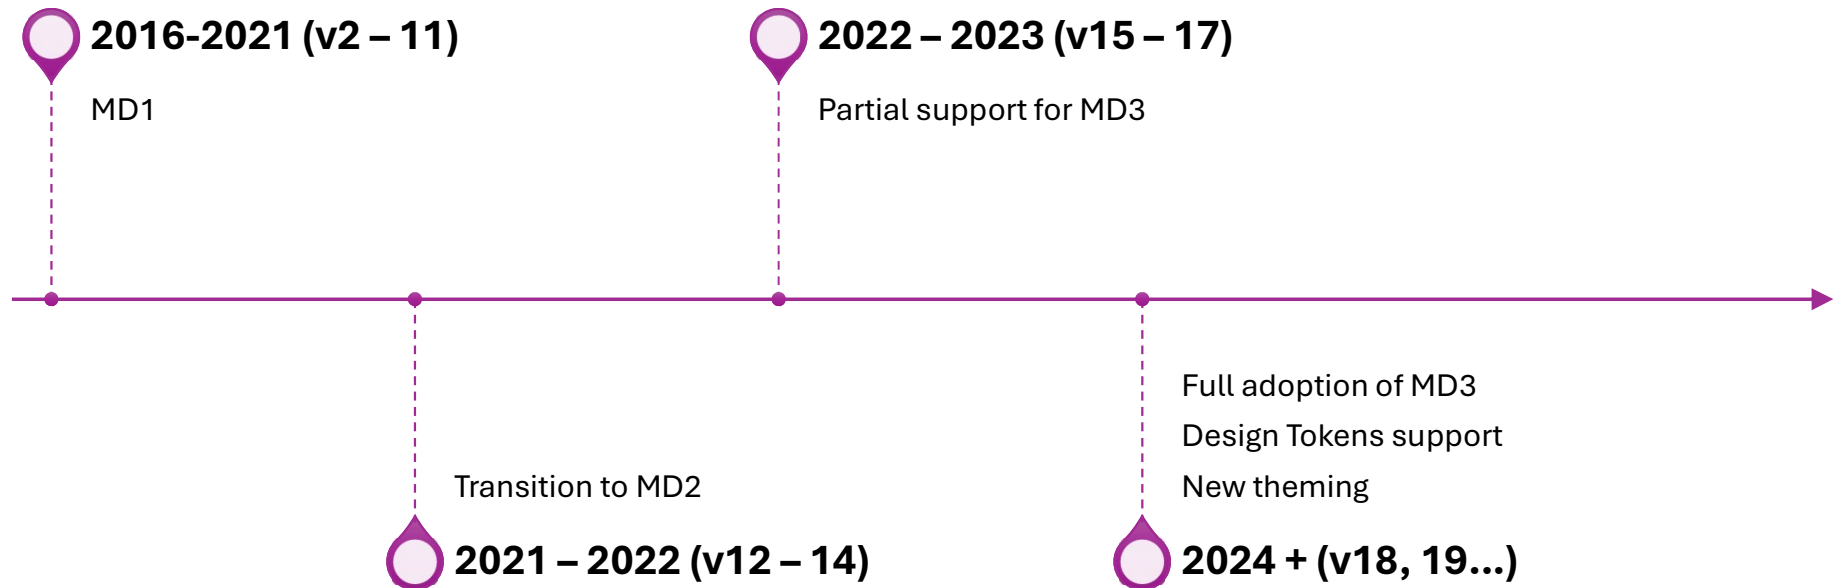 2016-2021 (v2 – 11)
MD1
Transition to MD2
2021 – 2022 (v12 – 14)
2022 – 2023 (v15 – 17)
Partial support for MD3
Full adoption of MD3
Design Tokens support
New theming
2024 + (v18, 19...)